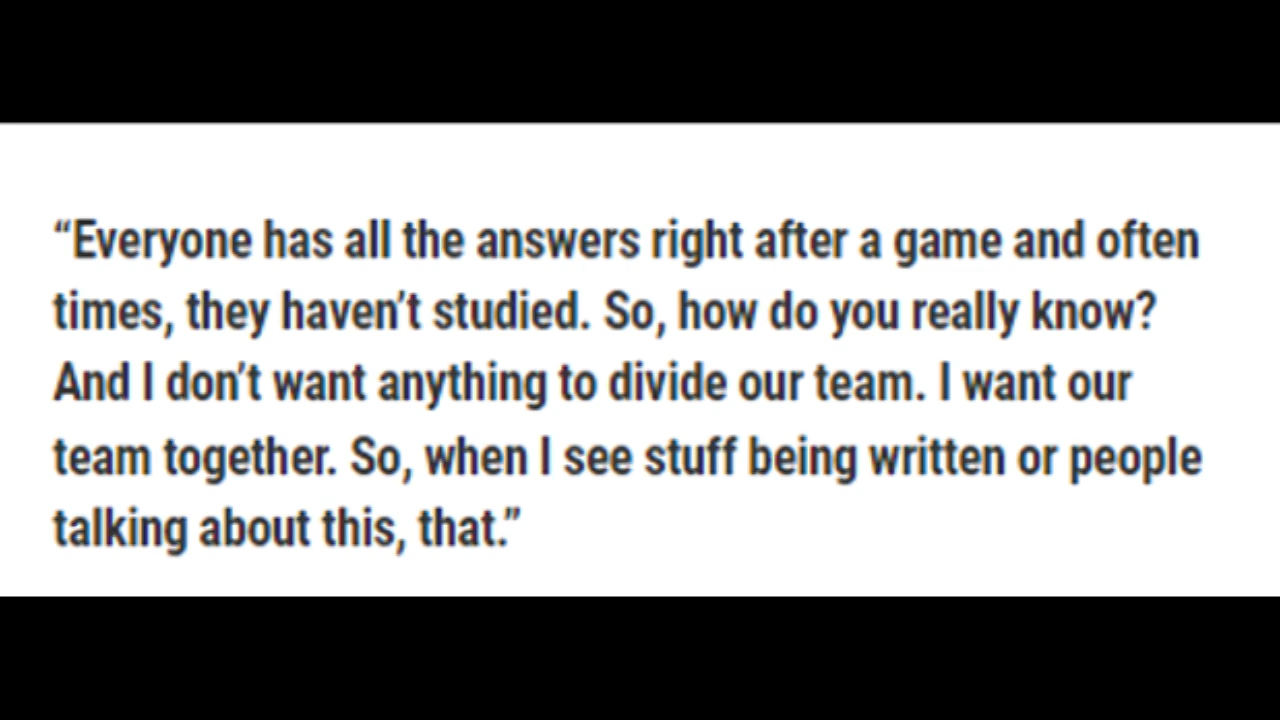 “Everyone has all the answers right after a game and often
times, they haven’t studied. So, how do you really know?
And I don’t want anything to divide our team. I want our
team together. So, when I see stuff being written or people
talking about this, that.”